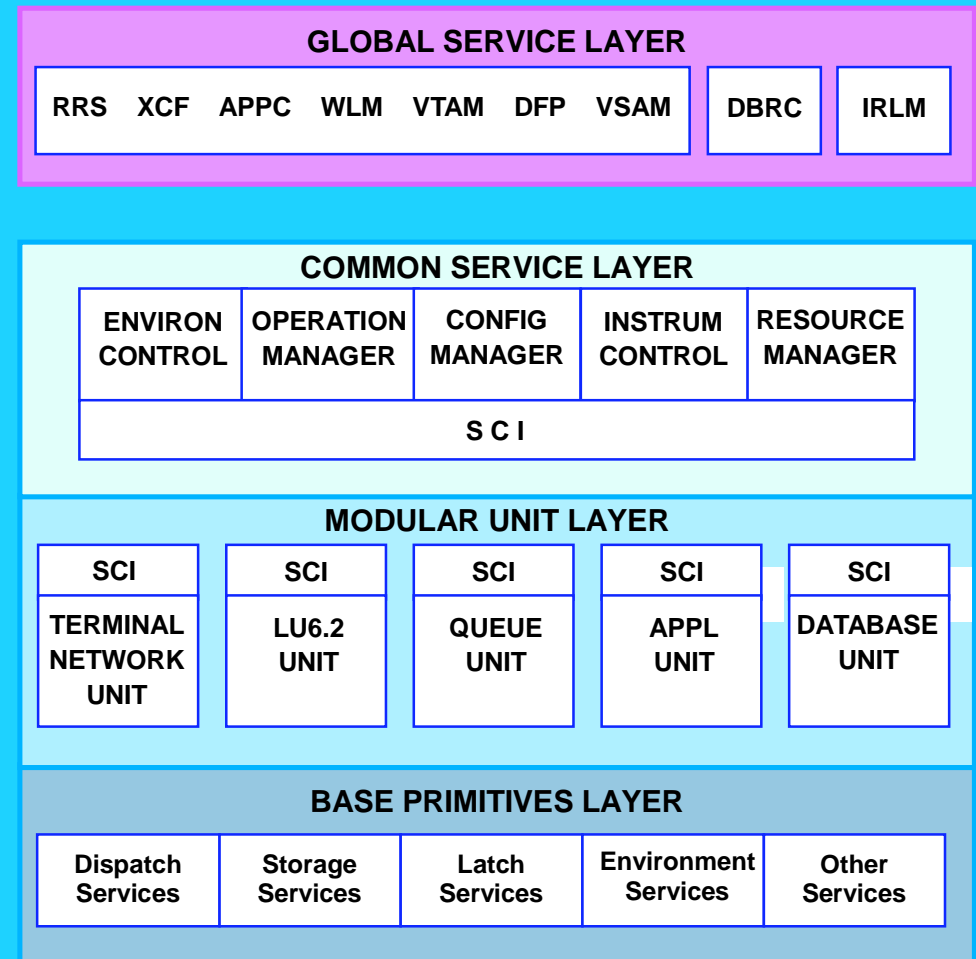 GLOBAL SERVICE LAYER
RRS XCF APPC WLM VTAM DFP VSAM DBRC IRLM
COMMON SERVICE LAYER
ENVIRON OPERATION CONFIG INSTRUM RESOURCE
CONTROL MANAGER MANAGER CONTROL MANAGER
S C I
MODULAR UNIT LAYER
SCI SCI SCI SCI SCI
TERMINAL LU6.2 QUEUE APPL DATABASE
NETWORK UNIT UNIT UNIT UNIT
UNIT
BASE PRIMITIVES LAYER
Dispatch Storage Latch Environment Other
Services Services Services Services Services